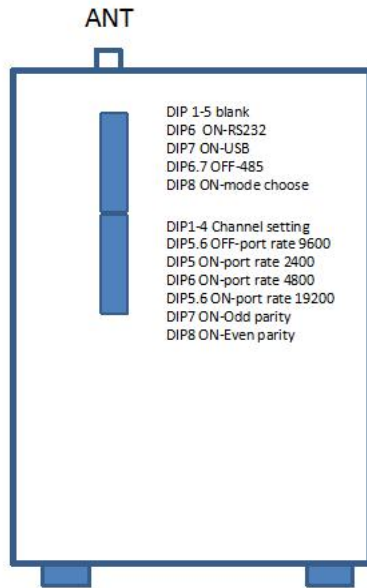 ANT
DIP 1-5 blank
DIP6 ON-RS232
DIP7 ON-USB
DIP6.7 OFF-485
DIP8 ON-mode choose
DIP1-4 Channel setting
DIP5.6 OFF-port rate 9600
DIP5 ON-port rate 2400
DIP6 ON-port rate 4800
DIP5.6 ON-port rate 19200
DIP7 ON-Odd parity
DIP8 ON-Even parity